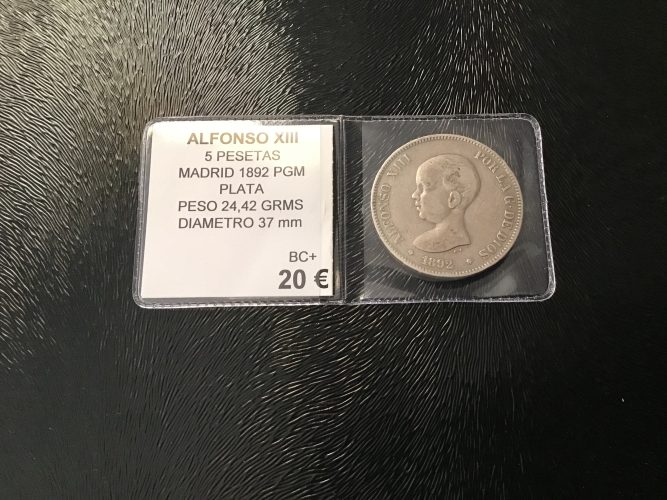 ALFONSO XIII
5 PESETAS
MADRID 1892 PGM
PLATA
PESO 24,42 GRMS
DIAMETRO 37 mm
BC+
20 €
ALFONSO XIII POR LA G. DE DIOS
1892